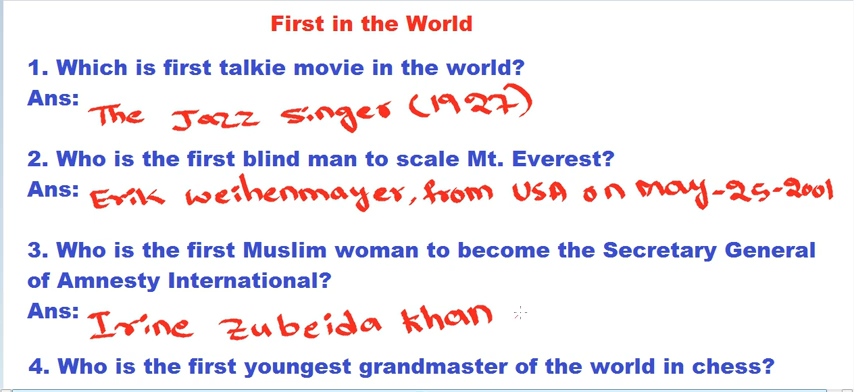 First in the World
1. Which is first talkie movie in the world?
Ans: The Jazz Singer (1927)
2. Who is the first blind man to scale Mt. Everest?
Ans: Erik Weihenmayer, from USA on may-25-2001
3. Who is the first Muslim woman to become the Secretary General
of Amnesty International?
Ans: Irine Zubeida Khan
4. Who is the first youngest grandmaster of the world in chess?